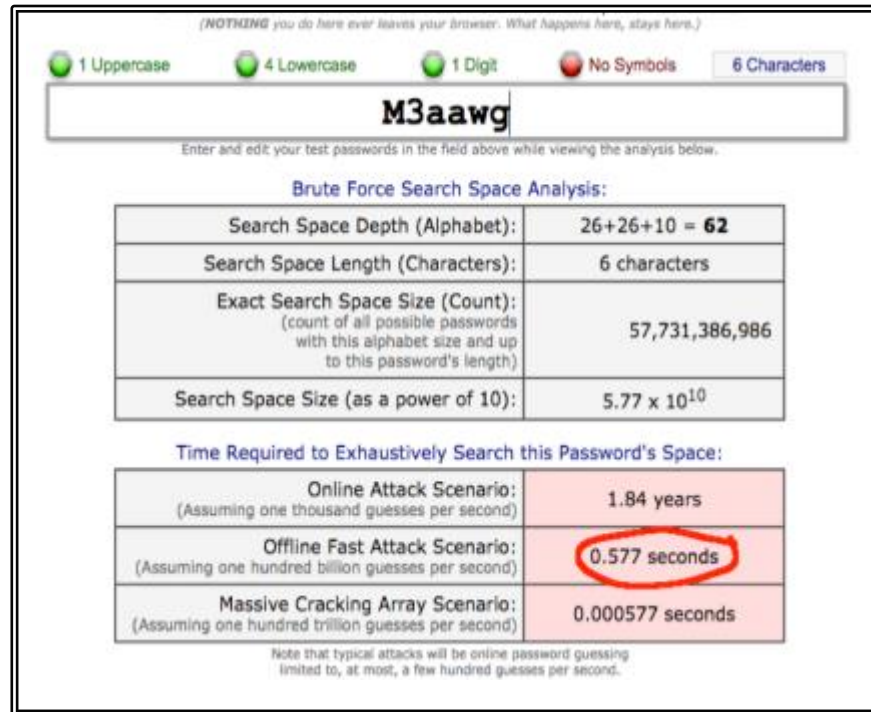 (NOTHING you do here ever leaves your browser. What happens here, stays here.)
1 Uppercase 4 Lowercase 1 Digit No Symbols 6 Characters
M3aawg
Enter and edit your test passwords in the field above while viewing the analysis below.
Brute Force Search Space Analysis:
Search Space Depth (Alphabet): 26+26+10 = 62
Search Space Length (Characters): 6 characters
Exact Search Space Size (Count):
(count of all possible passwords
with this alphabet size and up
to this password's length)
57,731,386,986
Search Space Size (as a power of 10): 5.77 x 10^10
Time Required to Exhaustively Search this Password's Space:
Online Attack Scenario:
(Assuming one thousand guesses per second)
1.84 years
Offline Fast Attack Scenario:
(Assuming one hundred billion guesses per second)
0.577 seconds
Massive Cracking Array Scenario:
(Assuming one hundred trillion guesses per second)
0.000577 seconds
Note that typical attacks will be online password guessing
limited to, at most, a few hundred guesses per second.